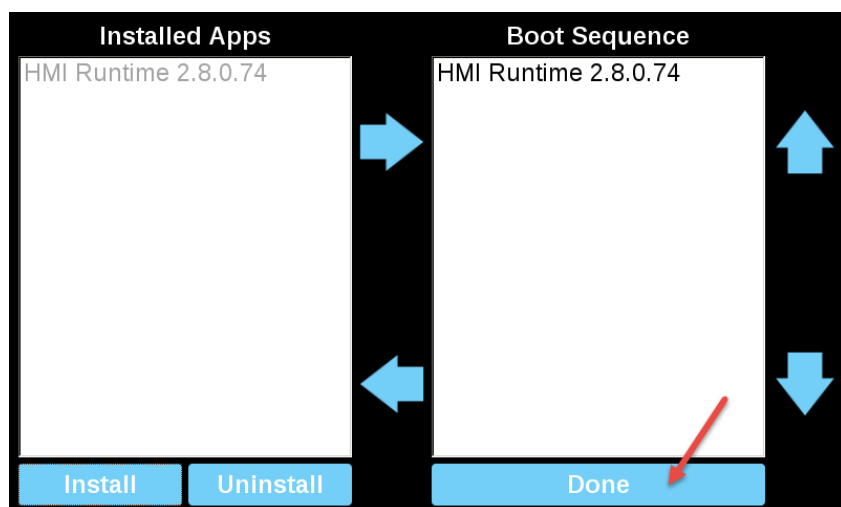 Installed Apps
HMI Runtime 2.8.0.74
Install
Uninstall
Boot Sequence
HMI Runtime 2.8.0.74
Done